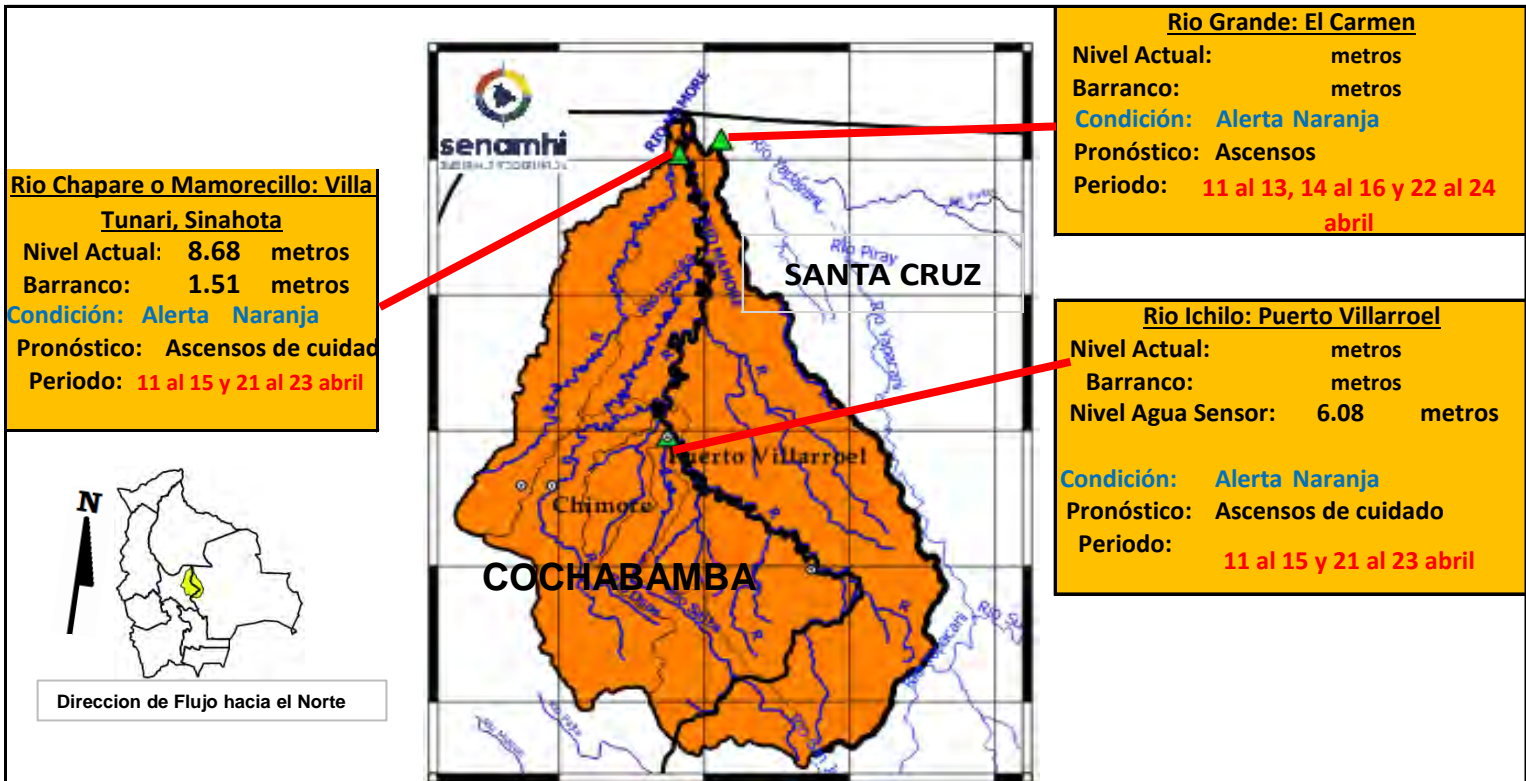 Rio Grande: El Carmen
Nivel Actual: metros
Barranco: metros
Condición: Alerta Naranja
Pronóstico: Ascensos
Periodo: 11 al 13, 14 al 16 y 22 al 24
abril
senamhi
RIO MAMORE
Rio Chapare o Mamorecillo: Villa
Tunari, Sinahota
Nivel Actual: 8.68 metros
Barranco: 1.51 metros
Condición: Alerta Naranja
Pronóstico: Ascensos de cuidad
Periodo: 11 al 15 y 21 al 23 abril
RIO MAMORE
Río Piray
SANTA CRUZ
Rio Ichilo: Puerto Villarroel
Nivel Actual: metros
Barranco: metros
Nivel Agua Sensor: 6.08 metros
Condición: Alerta Naranja
Pronóstico: Ascensos de cuidado
Periodo:
11 al 15 y 21 al 23 abril
Puerto Villarroel
Chimore
COCHABAMBA
N
Direccion de Flujo hacia el Norte